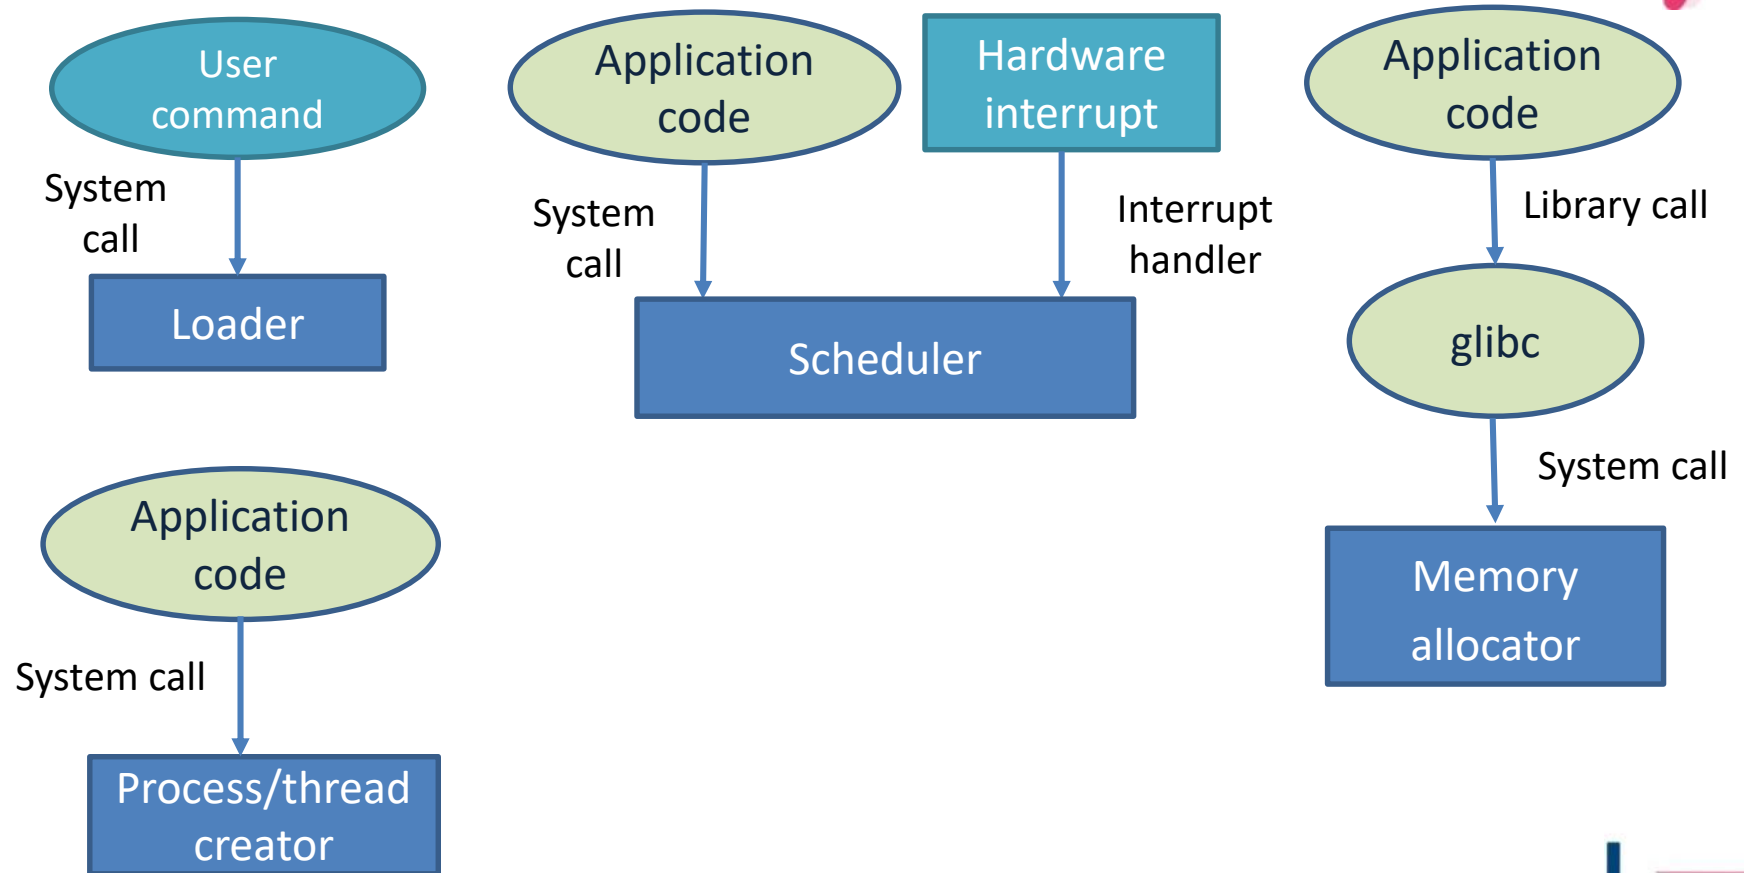 User
command
System
call
Loader
Application
code
System call
Process/thread
creator
Application
code
System
call
Hardware
interrupt
Interrupt
handler
Scheduler
Application
code
Library call
glibc
System call
Memory
allocator